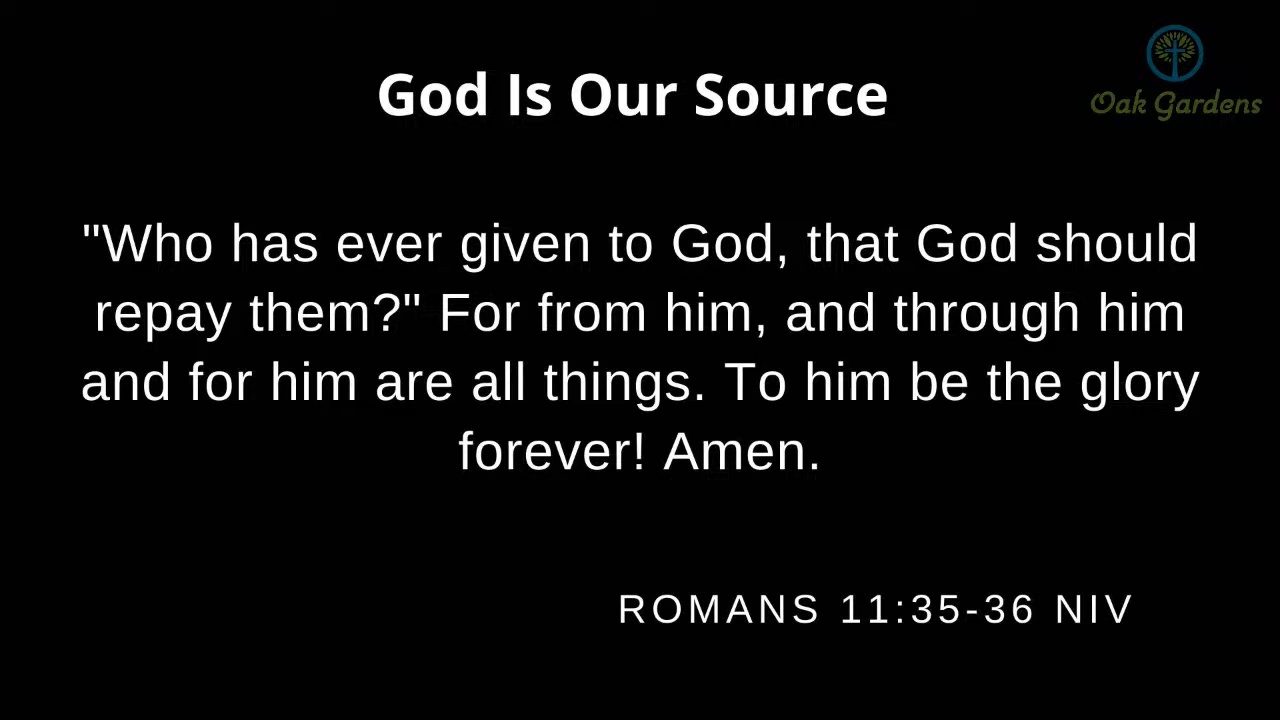 God Is Our Source
Oak Gardens
"Who has ever given to God, that God should
repay them?" For from him, and through him
and for him are all things. To him be the glory
forever! Amen.
ROMANS 11:35-36 NIV